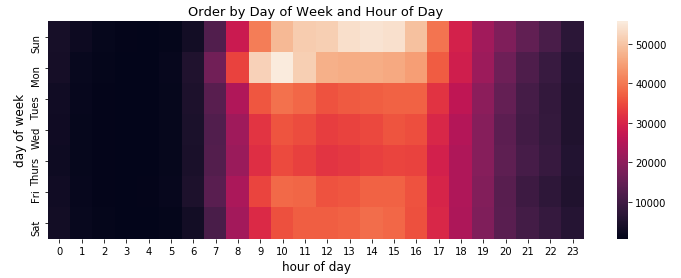 Order by Day of Week and Hour of Day
day of week
Sun
Mon
Tues
Wed
Thurs
Fri
Sat
0 1 2 3 4 5 6 7 8 9 10 11 12 13 14 15 16 17 18 19 20 21 22 23
hour of day
50000
40000
30000
20000
10000